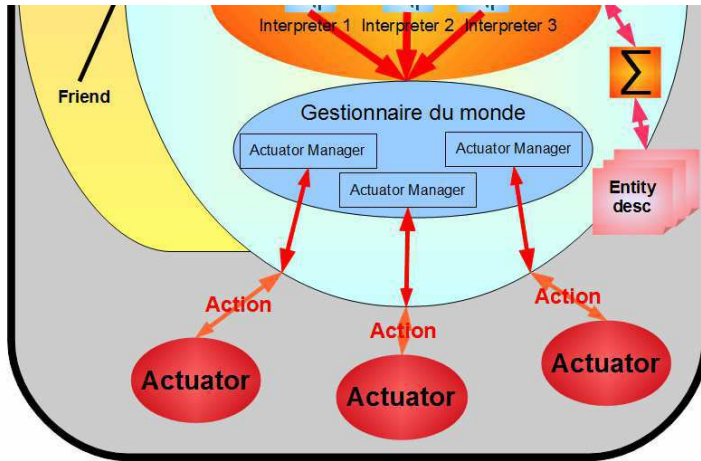 Interpreter 1
Interpreter 2
Interpreter 3
Σ
Friend
Gestionnaire du monde
Actuator Manager
Actuator Manager
Actuator Manager
Entity
desc
Action
Action
Action
Actuator
Actuator
Actuator